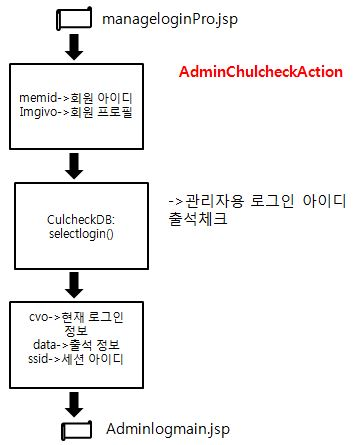 manageloginPro.jsp
AdminChulcheckAction
memid->회원 아이디
Imgivo->회원 프로필
CulcheckDB:
selectlogin()
->관리자용 로그인 아이디
출석체크
cvo->현재 로그인
정보
data->출석 정보
ssid->세션 아이디
Adminlogmain.jsp